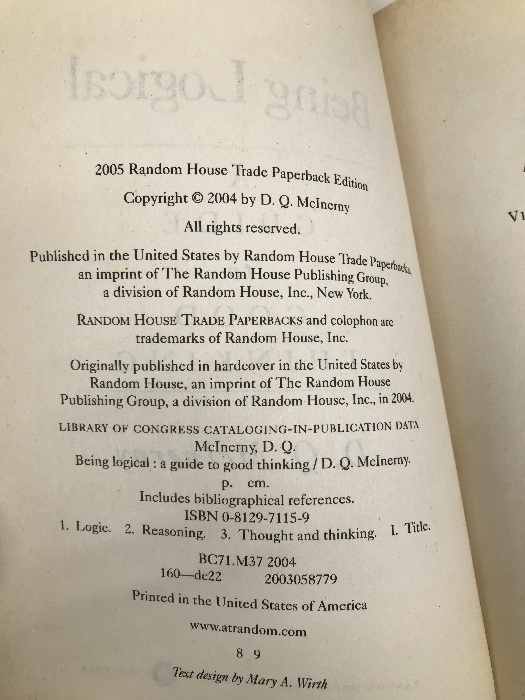 Being Logical
2005 Random House Trade Paperback Edition
Copyright © 2004 by D. Q. McInerny
All rights reserved.
Published in the United States by Random House Trade Paperbacks,
an imprint of The Random House Publishing Group,
a division of Random House, Inc., New York.
RANDOM HOUSE TRADE PAPERBACKS and colophon are
trademarks of Random House, Inc.
Originally published in hardcover in the United States by
Random House, an imprint of The Random House
Publishing Group, a division of Random House, Inc., in 2004.
LIBRARY OF CONGRESS CATALOGING-IN-PUBLICATION DATA
McInerny, D. Q.
Being logical : a guide to good thinking / D. Q. McInerny.
p. cm.
Includes bibliographical references.
ISBN 0-8129-7115-9
1. Logic. 2. Reasoning. 3. Thought and thinking. I. Title.
BC71.M37 2004
160—dc22 2003058779
Printed in the United States of America
www.atrandom.com
8 9
Text design by Mary A. Wirth